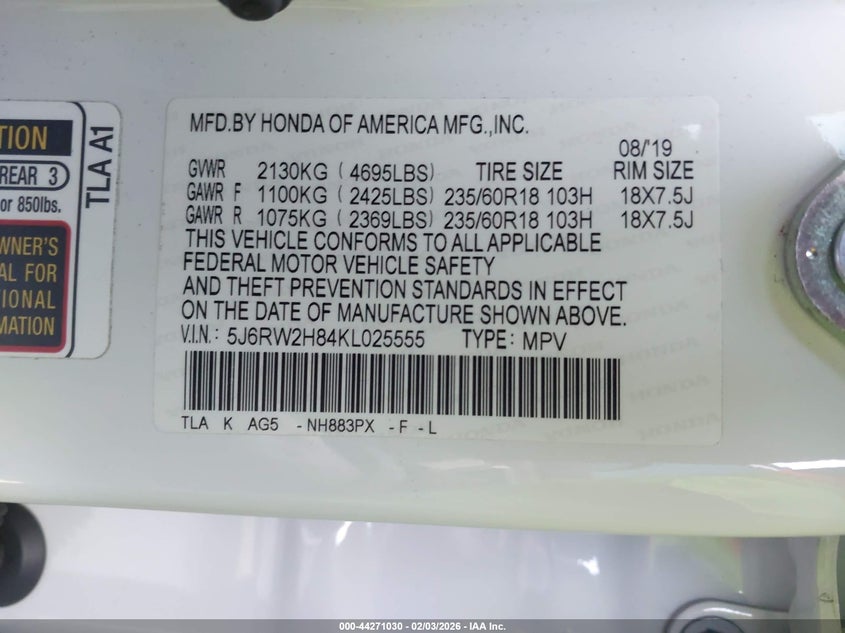 TION
REAR 3
or 850lbs.
WNER'S
AL FOR
IONAL
RMATION
TLA A1
MFD.BY HONDA OF AMERICA MFG.,INC.
08/'19
GVWR 2130KG (4695LBS) TIRE SIZE RIM SIZE
GAWR F 1100KG (2425LBS) 235/60R18 103H 18X7.5J
GAWR R 1075KG (2369LBS) 235/60R18 103H 18X7.5J
THIS VEHICLE CONFORMS TO ALL APPLICABLE
FEDERAL MOTOR VEHICLE SAFETY
AND THEFT PREVENTION STANDARDS IN EFFECT
ON THE DATE OF MANUFACTURE SHOWN ABOVE.
V.I.N.: 5J6RW2H84KL025555 TYPE: MPV
TLA K AG5 -NH883PX -F -L
000-44271030 - 02/03/2026 - IAA Inc.